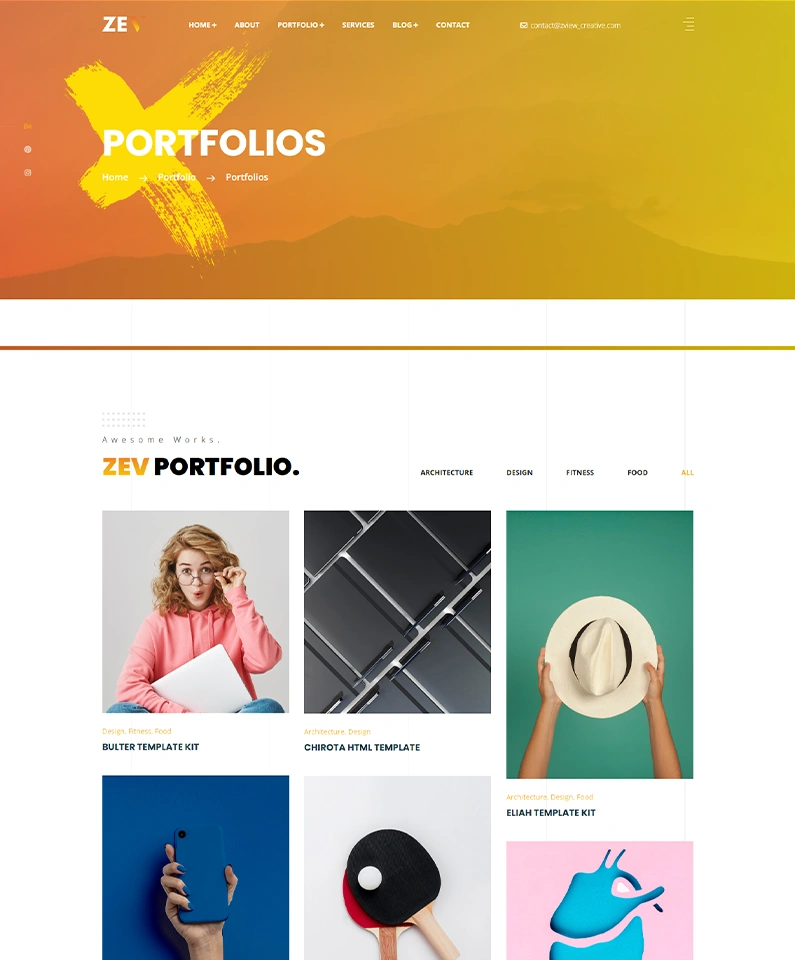 ZEV
HOME+ ABOUT PORTFOLIO+ SERVICES BLOG+ CONTACT contact@zview_creative.com
PORTFOLIOS
Home → Portfolio → Portfolios
Awesome Works.
ZEV PORTFOLIO.
ARCHITECTURE DESIGN FITNESS FOOD ALL
Design, Fitness, Food
BULTER TEMPLATE KIT
Architecture, Design
CHIROTA HTML TEMPLATE
Architecture, Design, Food
ELIAH TEMPLATE KIT